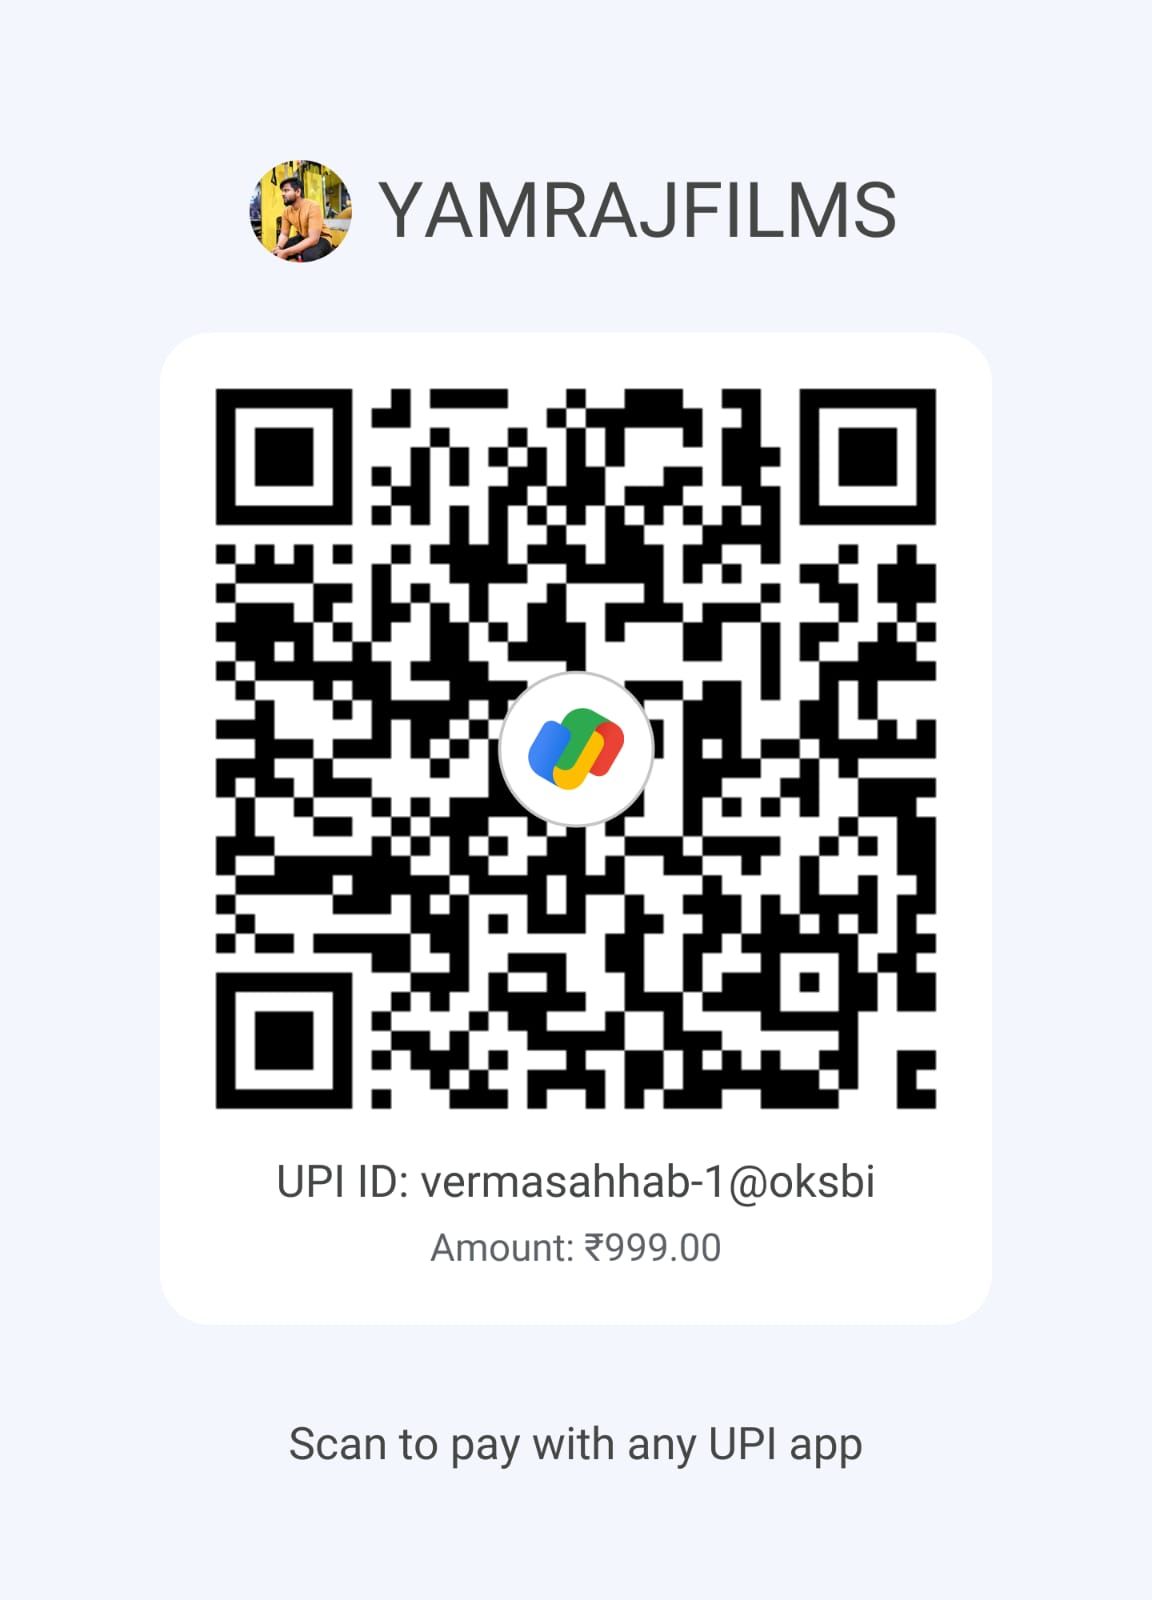 YAMRAJFILMS
UPI ID: vermasahhab-1@oksbi
Amount: ₹999.00
Scan to pay with any UPI app